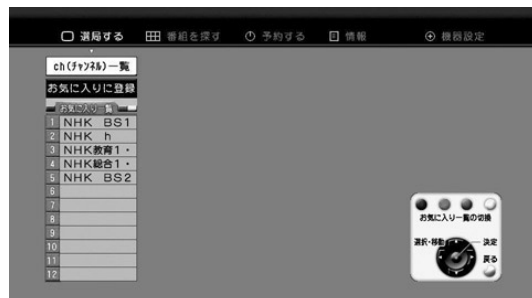 選局する 番組を探す 予約する 情報 機器設定
ch(チャンネル)一覧
お気に入りに登録
お気に入り一覧
1 NHK BS1
2 NHK h
3 NHK教育1・
4 NHK総合1・
5 NHK BS2
6
7
8
9
10
11
12
お気に入り一覧の切換
選択・移動 決定
戻る